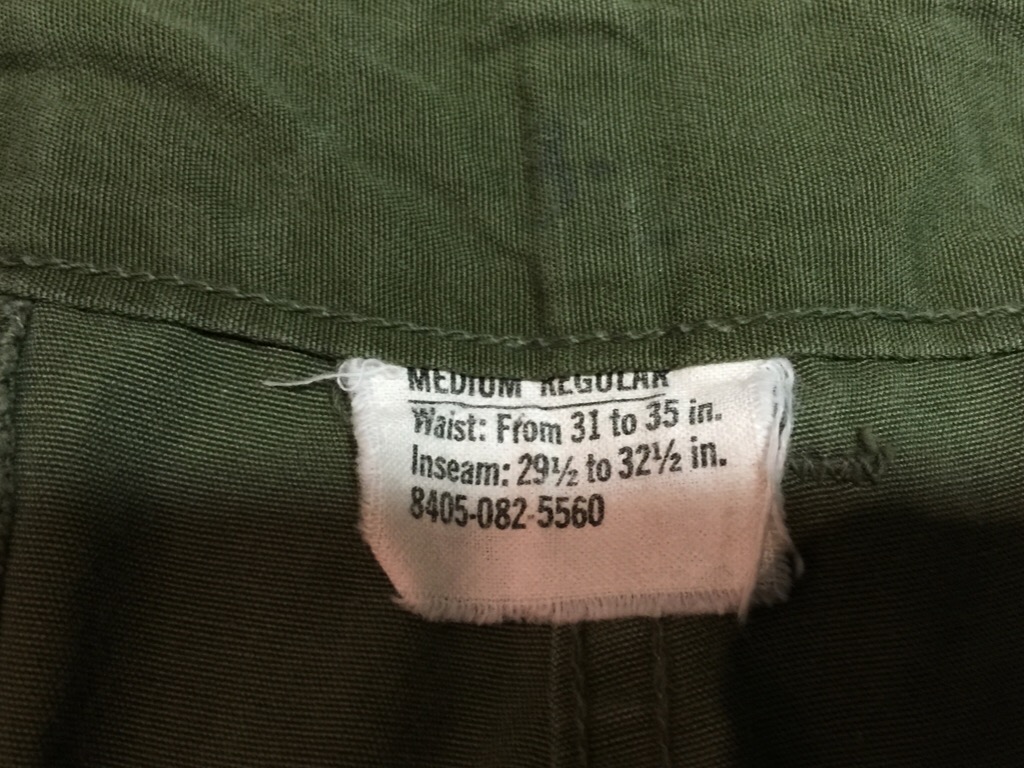 MEDIUM REGULAR
Waist: From 31 to 35 in.
Inseam: 29½ to 32½ in.
8405-082-5560